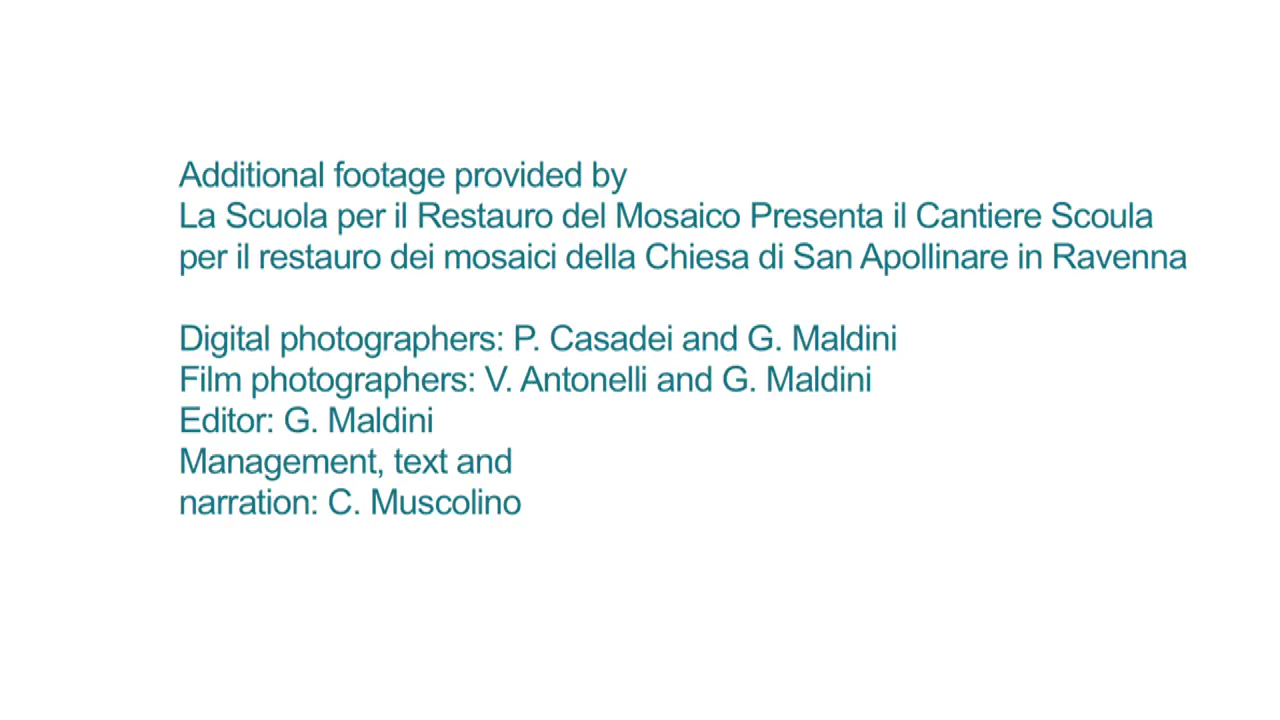 Additional footage provided by
La Scuola per il Restauro del Mosaico Presenta il Cantiere Scoula
per il restauro dei mosaici della Chiesa di San Apollinare in Ravenna
Digital photographers: P. Casadei and G. Maldini
Film photographers: V. Antonelli and G. Maldini
Editor: G. Maldini
Management, text and
narration: C. Muscolino